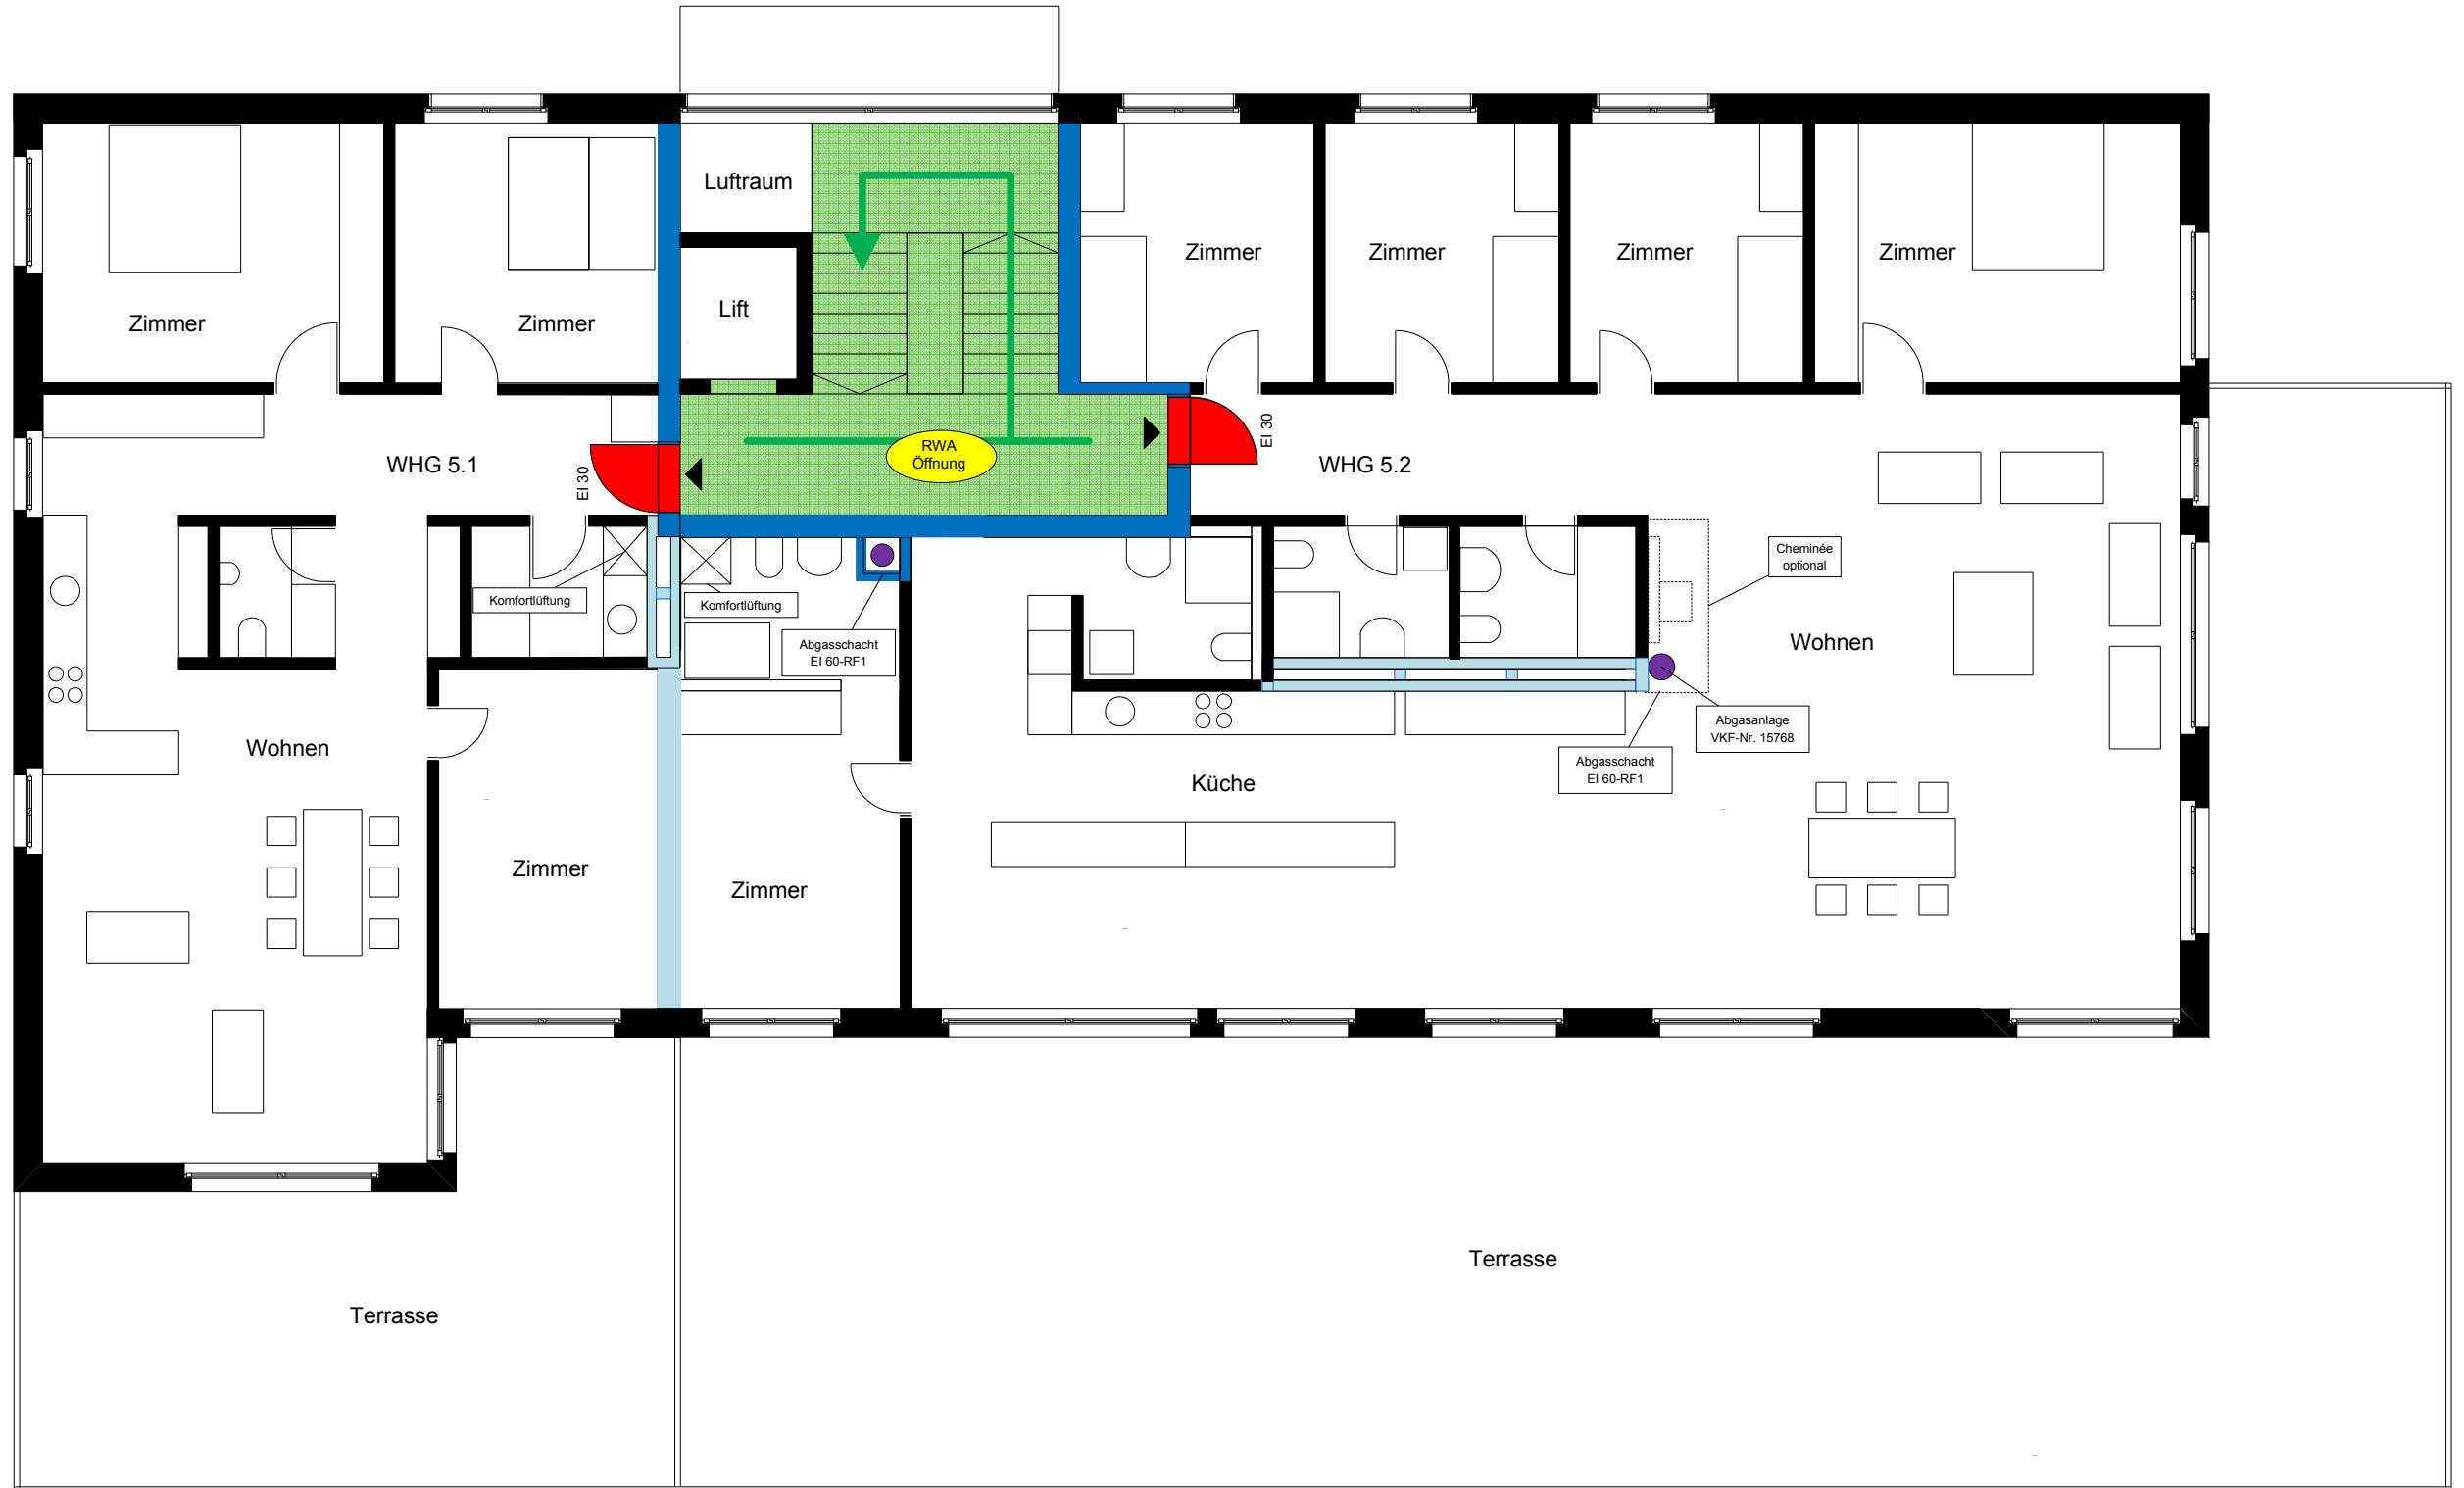 Luftraum
Zimmer
Zimmer
Zimmer
Zimmer
Lift
Zimmer
Zimmer
EI 30
RWA
Öffnung
WHG 5.1
WHG 5.2
EI 30
Cheminée
optional
Komfortlüftung
Komfortlüftung
Abgasschacht
EI 60-RF1
Wohnen
Abgasanlage
VKF-Nr. 15768
Wohnen
Abgasschacht
EI 60-RF1
Küche
Zimmer
Zimmer
Terrasse
Terrasse